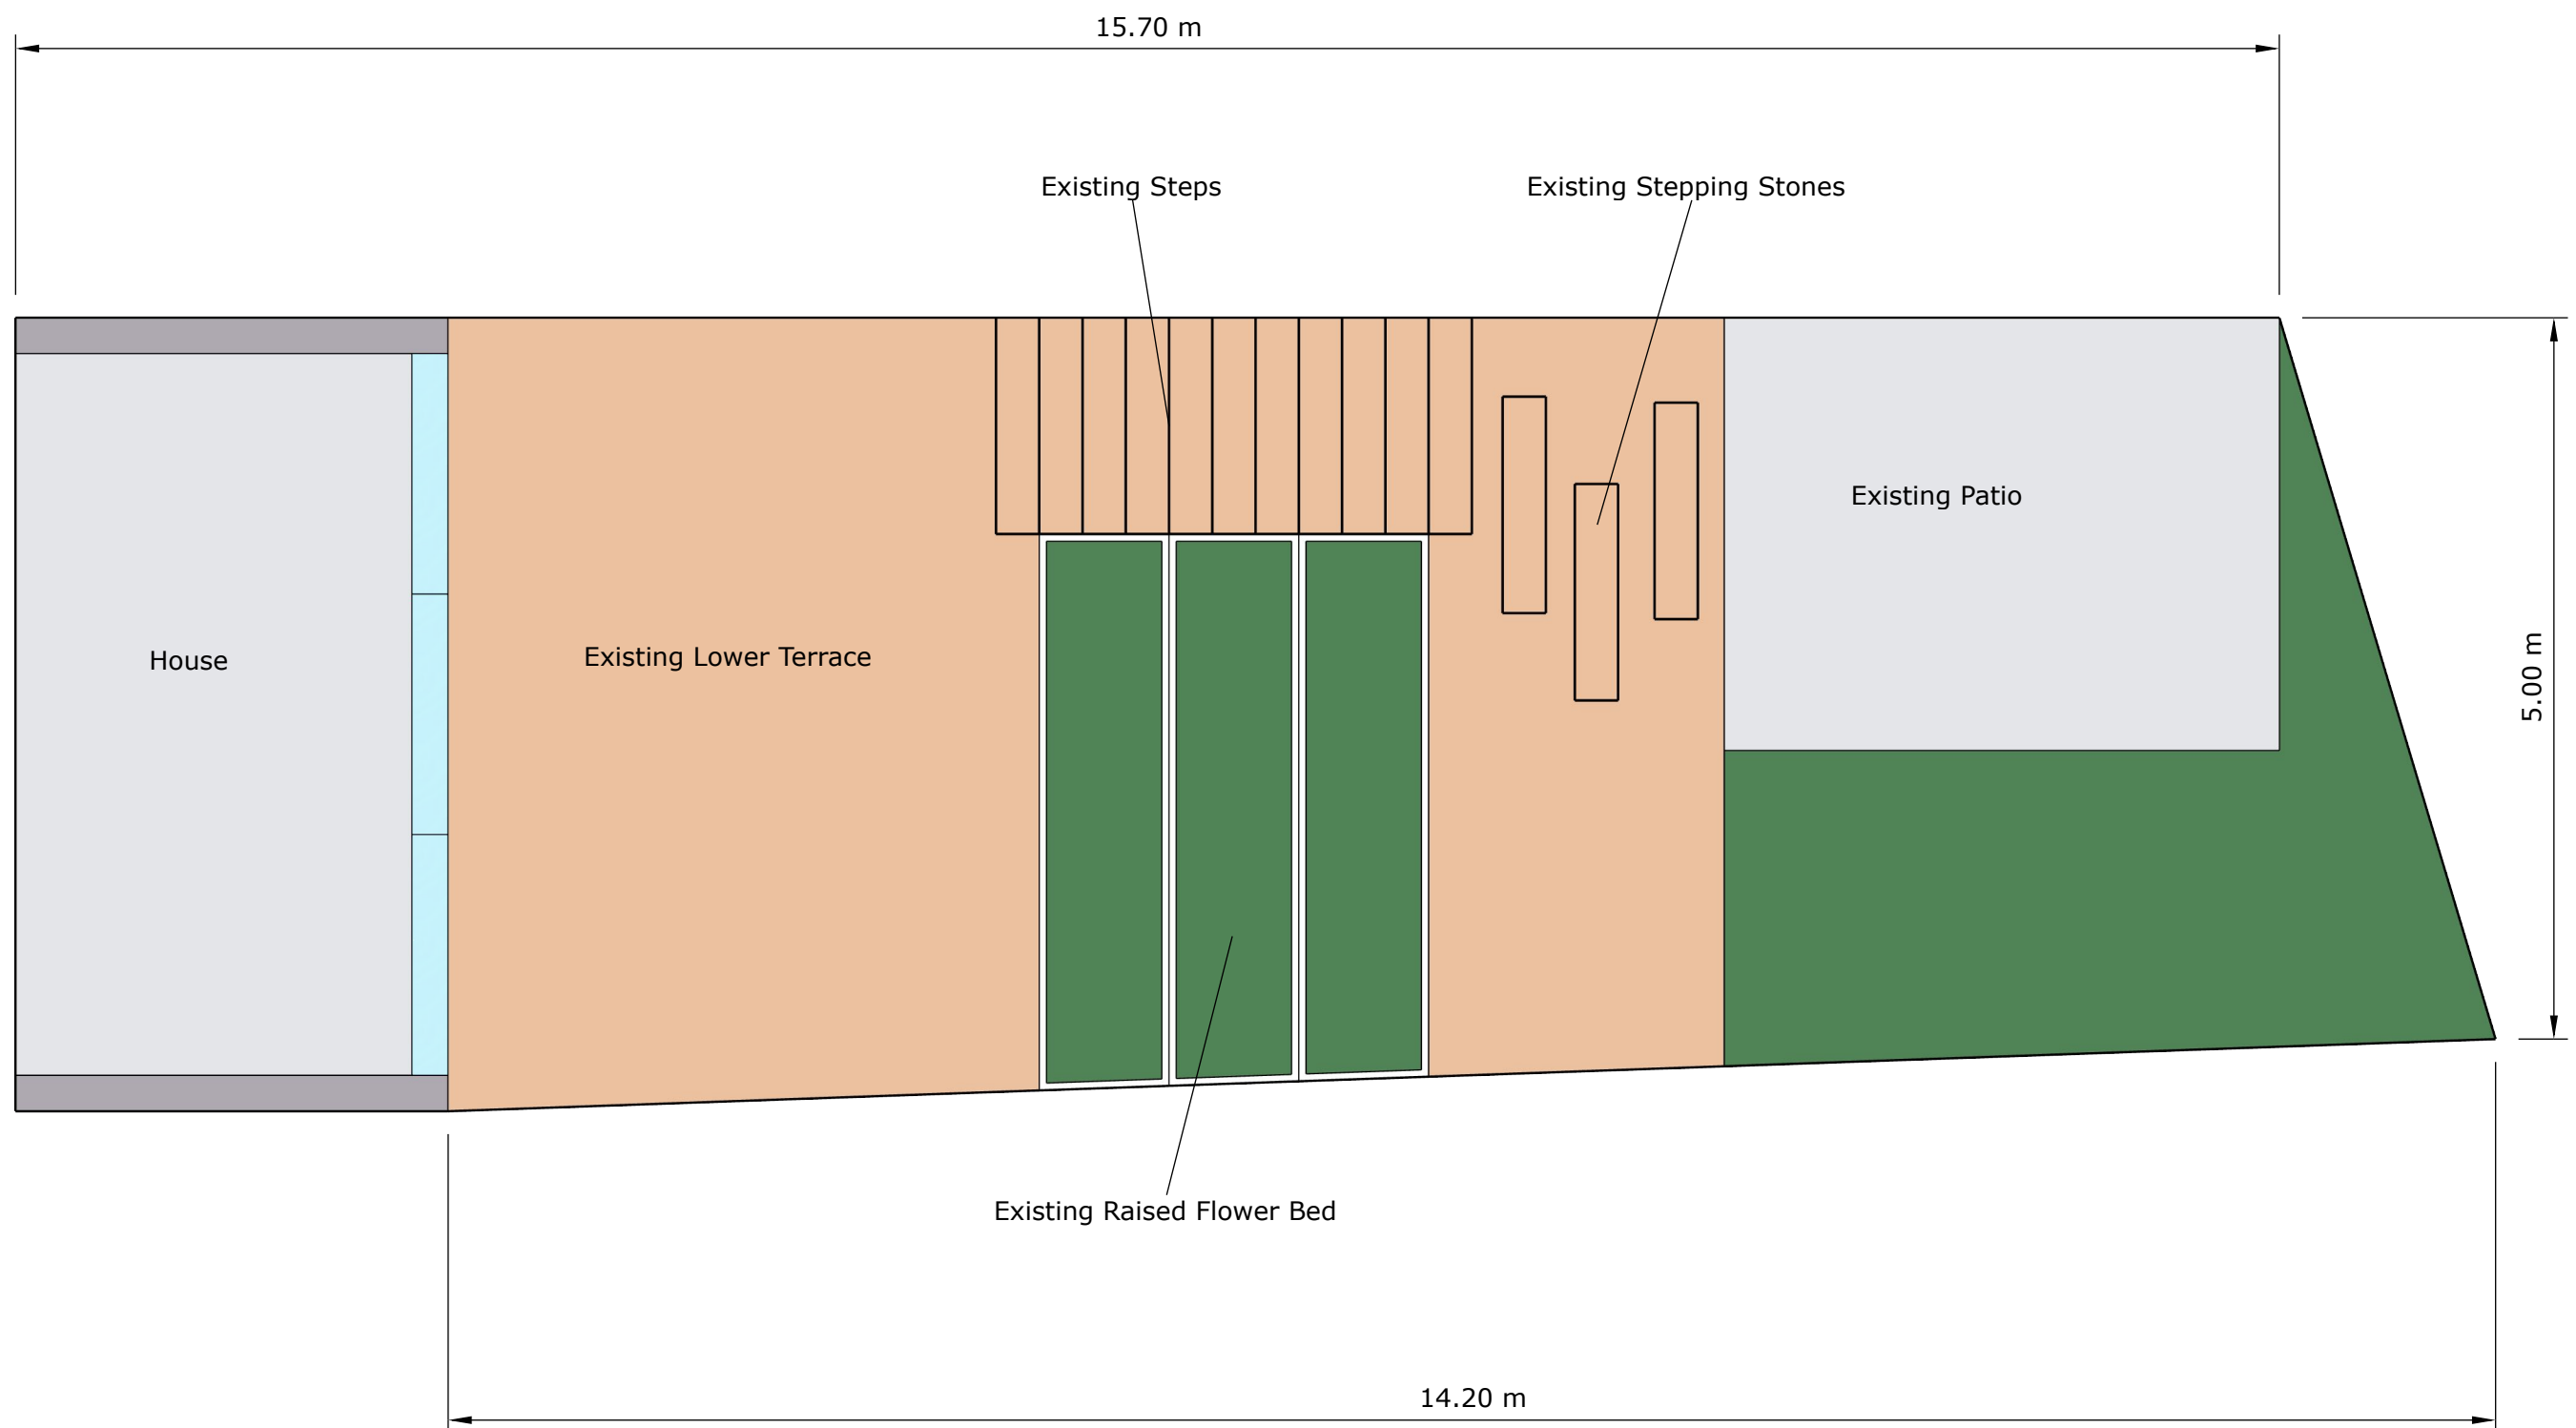 15.70 m
Existing Steps
Existing Stepping Stones
Existing Patio
House
Existing Lower Terrace
5.00 m
Existing Raised Flower Bed
14.20 m